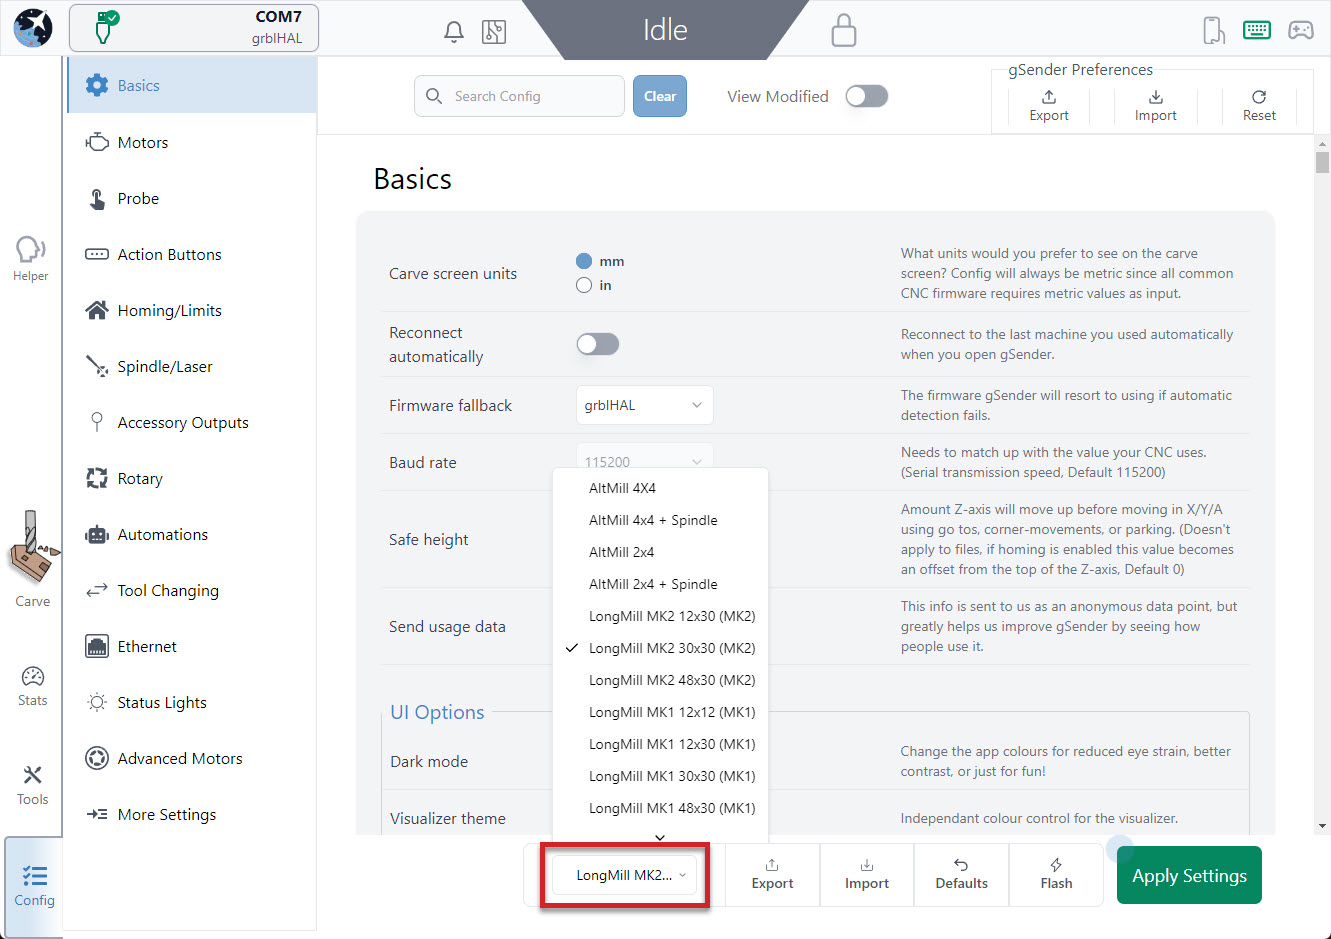 COM7
grblHAL
Idle
Basics
Motors
Probe
Action Buttons
Homing/Limits
Spindle/Laser
Accessory Outputs
Rotary
Automations
Tool Changing
Ethernet
Status Lights
Advanced Motors
More Settings
Helper
Carve
Stats
Tools
Config
Search Config
Clear
View Modified
gSender Preferences
Export
Import
Reset
Basics
Carve screen units
mm
in
What units would you prefer to see on the carve
screen? Config will always be metric since all common
CNC firmware requires metric values as input.
Reconnect
automatically
Reconnect to the last machine you used automatically
when you open gSender.
Firmware fallback
grblHAL
The firmware gSender will resort to using if automatic
detection fails.
Baud rate
115200
Needs to match up with the value your CNC uses.
(Serial transmission speed, Default 115200)
Safe height
Amount Z-axis will move up before moving in X/Y/A
using go tos, corner-movements, or parking. (Doesn't
apply to files, if homing is enabled this value becomes
an offset from the top of the Z-axis, Default 0)
Send usage data
This info is sent to us as an anonymous data point, but
greatly helps us improve gSender by seeing how
people use it.
UI Options
Dark mode
Change the app colours for reduced eye strain, better
contrast, or just for fun!
Visualizer theme
Independant colour control for the visualizer.
AltMill 4X4
AltMill 4x4 + Spindle
AltMill 2x4
AltMill 2x4 + Spindle
LongMill MK2 12x30 (MK2)
LongMill MK2 30x30 (MK2)
LongMill MK2 48x30 (MK2)
LongMill MK1 12x12 (MK1)
LongMill MK1 12x30 (MK1)
LongMill MK1 30x30 (MK1)
LongMill MK1 48x30 (MK1)
LongMill MK2...
Export
Import
Defaults
Flash
Apply Settings